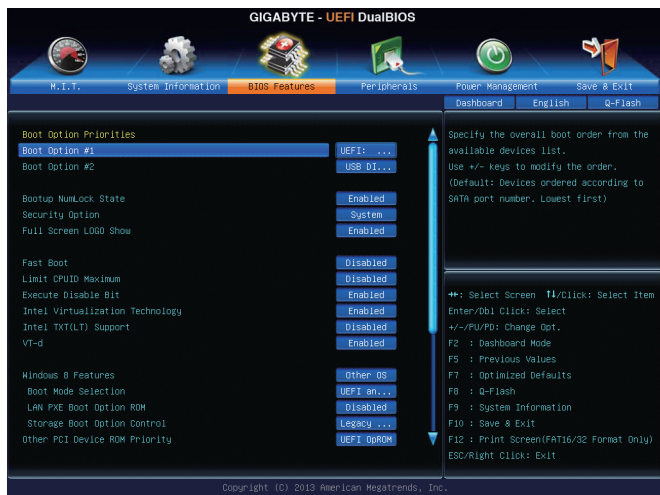 GIGABYTE - UEFI DualBIOS
M.I.T.
System Information
BIOS Features
Peripherals
Power Management
Save & Exit
Dashboard
English
Q-Flash
Boot Option Priorities
Boot Option #1 UEFI: ...
Boot Option #2 USB DI...
Bootup NumLock State Enabled
Security Option System
Full Screen LOGO Show Enabled
Fast Boot Disabled
Limit CPUID Maximum Disabled
Execute Disable Bit Enabled
Intel Virtualization Technology Enabled
Intel TXT(LT) Support Disabled
VT-d Enabled
Windows 8 Features Other OS
Boot Mode Selection UEFI an...
LAN PXE Boot Option ROM Disabled
Storage Boot Option Control Legacy ...
Other PCI Device ROM Priority UEFI OpROM
Specify the overall boot order from the
available devices list.
Use +/- keys to modify the order.
(Default: Devices ordered according to
SATA port number. Lowest first)
→←: Select Screen ↑↓/Click: Select Item
Enter/Dbl Click: Select
+/-/PU/PD: Change Opt.
F2 : Dashboard Mode
F5 : Previous Values
F7 : Optimized Defaults
F8 : Q-Flash
F9 : System Information
F10 : Save & Exit
F12 : Print Screen(FAT16/32 Format Only)
ESC/Right Click: Exit
Copyright (C) 2013 American Megatrends, Inc.